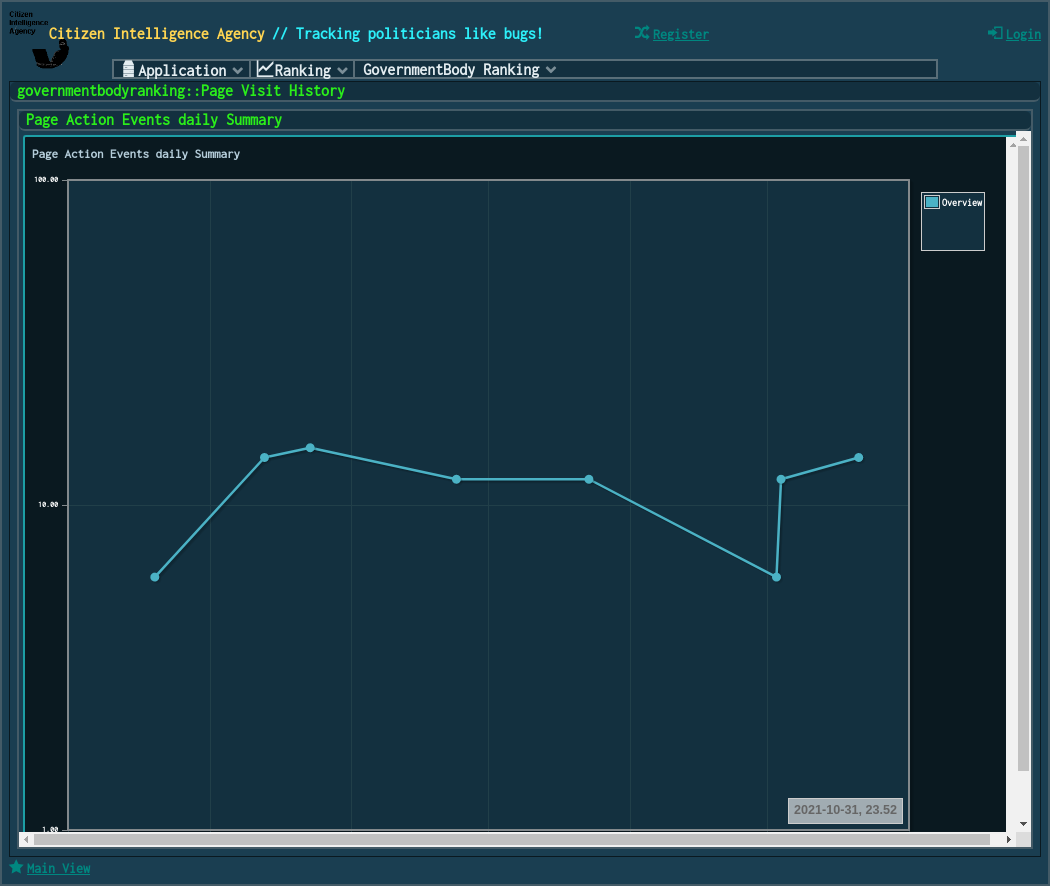 Citizen
Intelligence
Agency
Citizen Intelligence Agency // Tracking politicians like bugs!
Register
Login
Application
Ranking
GovernmentBody Ranking
governmentbodyranking::Page Visit History
Page Action Events daily Summary
Page Action Events daily Summary
100.00
Overview
10.00
2021-10-31, 23.52
1.00
Main View